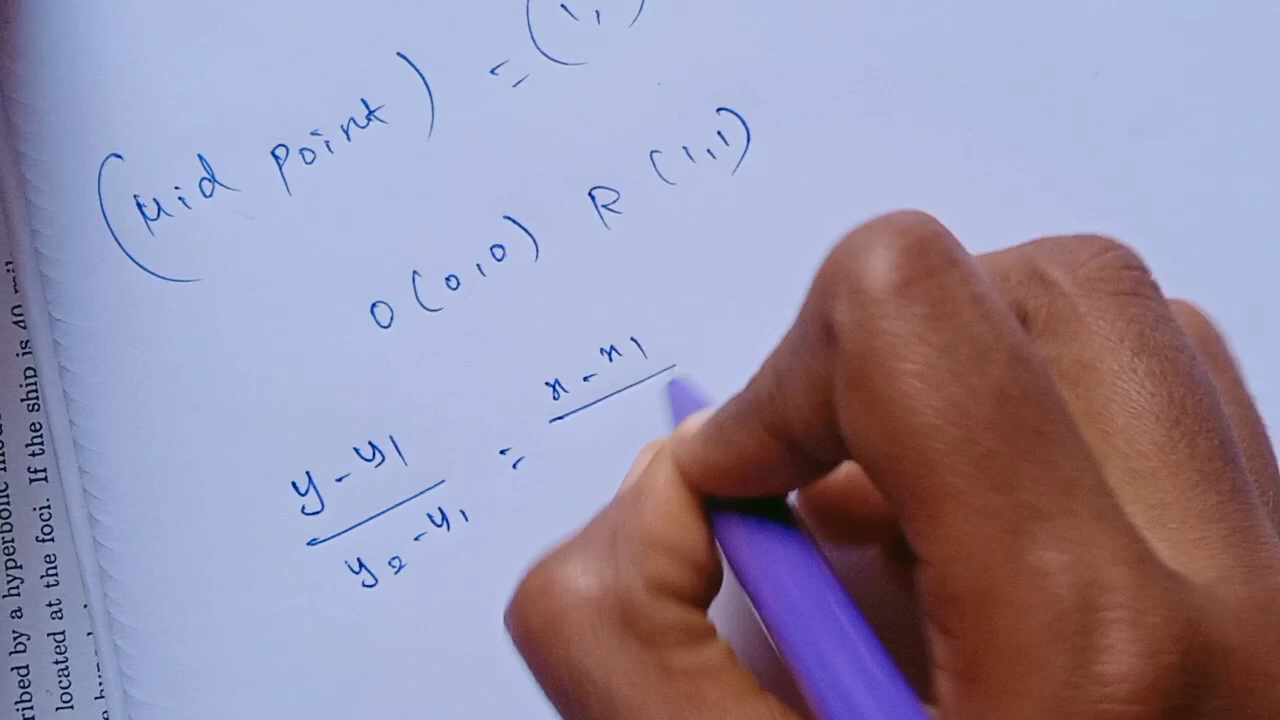 (Mid point) = (1,
O(0,0) R(1,1)
y-y1 / y2-y1 = x-x1 /
ribed by a hyperbolic
located at the foci. If the ship is 40